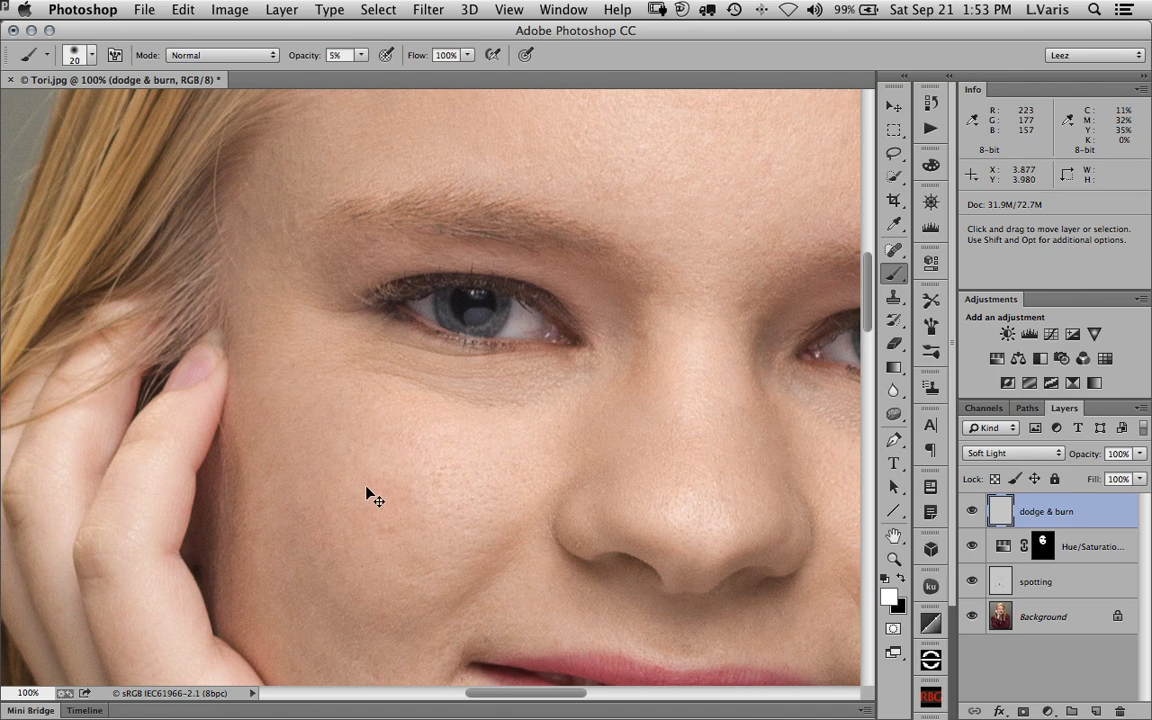 Photoshop File Edit Image Layer Type Select Filter 3D View Window Help 99% Sat Sep 21 1:53 PM L.Varis
Adobe Photoshop CC
20 Mode: Normal Opacity: 5% Flow: 100% Leez
× © Tori.jpg @ 100% (dodge & burn, RGB/8) *
Info
R: 223 C: 11%
G: 177 M: 32%
B: 157 Y: 35%
K: 0%
8-bit 8-bit
X: 3.877 W:
Y: 3.980 H:
Doc: 31.9M/72.7M
Click and drag to move layer or selection.
Use Shift and Opt for additional options.
Adjustments
Add an adjustment
Channels Paths Layers
Kind
Soft Light Opacity: 100%
Lock: Fill: 100%
dodge & burn
Hue/Saturatio...
spotting
Background
A
T
ku
RBG
fx
100% © sRGB IEC61966-2.1 (8bpc)
Mini Bridge Timeline